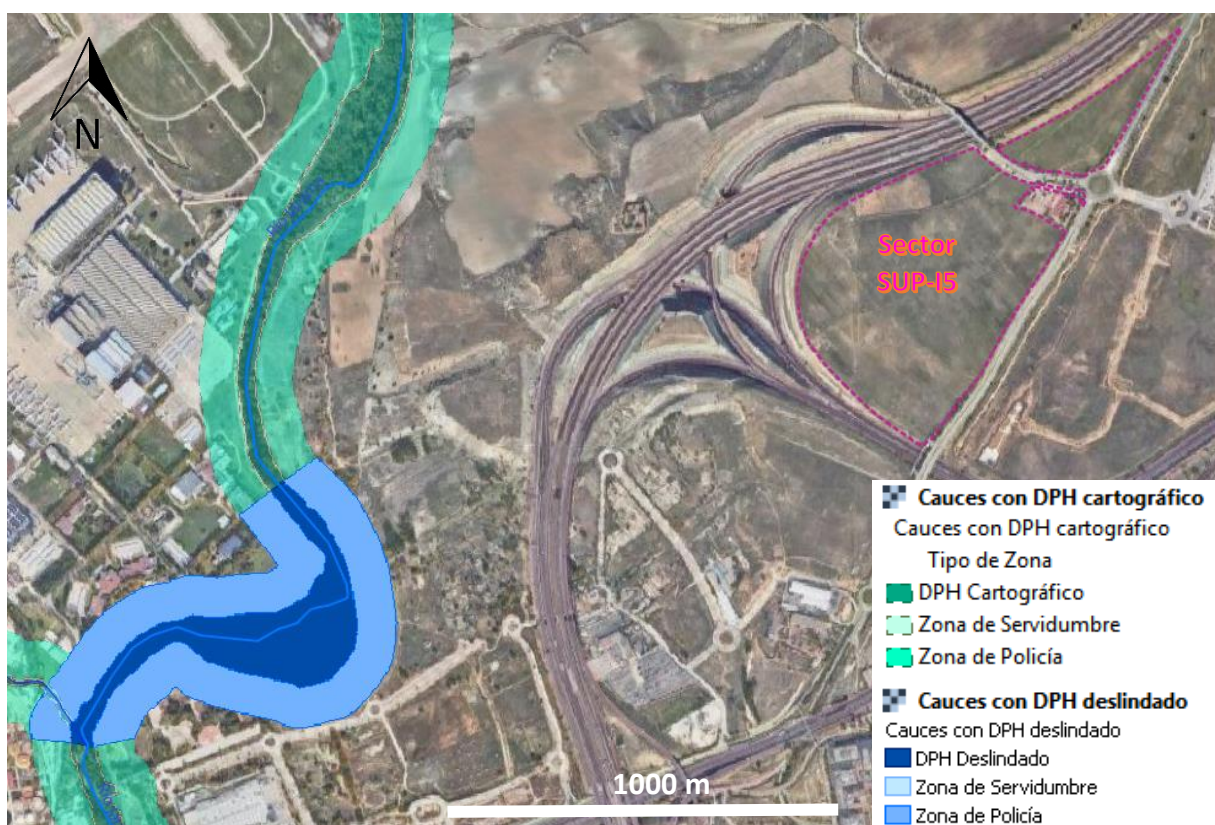 N
Sector
SUP-I5
1000 m
Cauces con DPH cartográfico
Cauces con DPH cartográfico
Tipo de Zona
DPH Cartográfico
Zona de Servidumbre
Zona de Policía
Cauces con DPH deslindado
Cauces con DPH deslindado
DPH Deslindado
Zona de Servidumbre
Zona de Policía